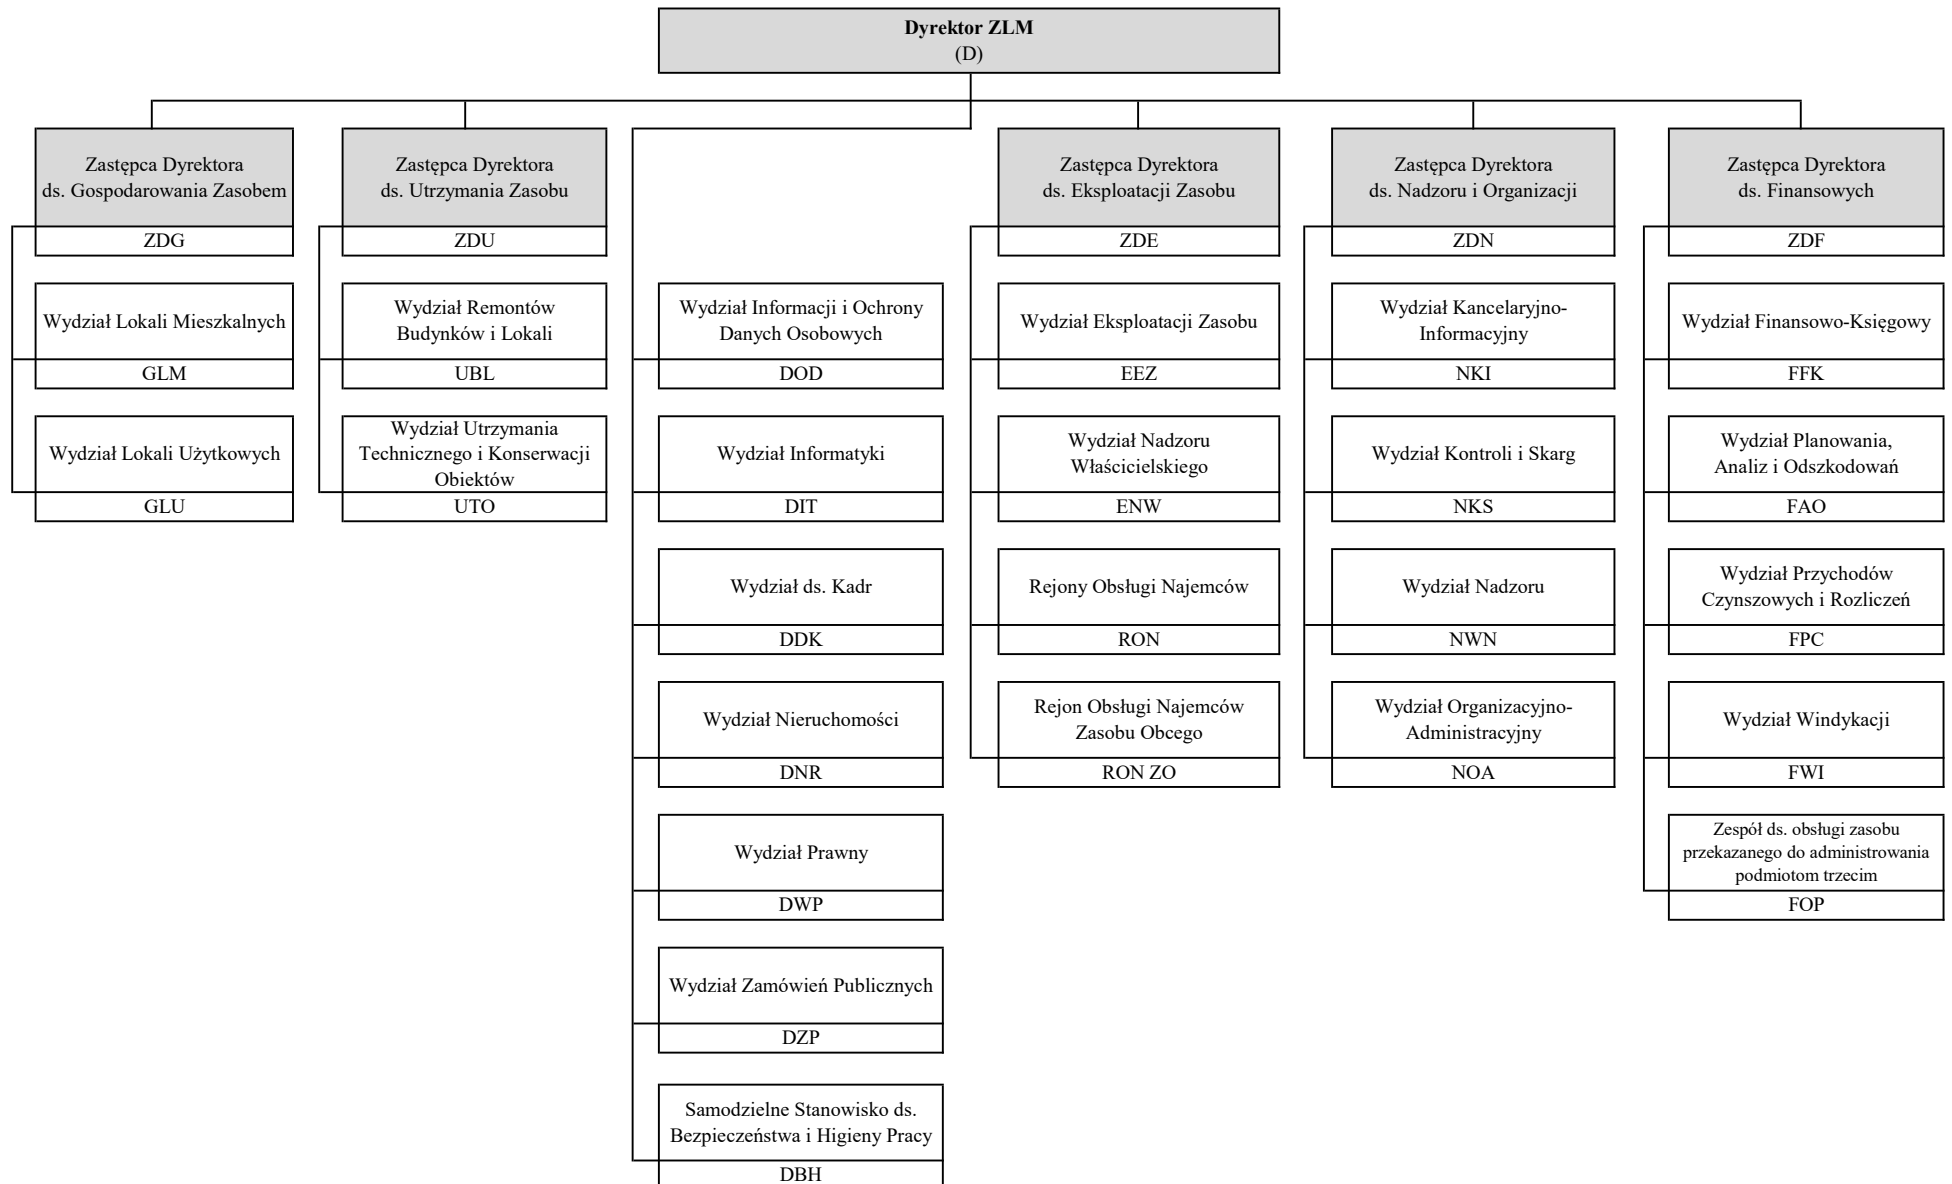 Dyrektor ZLM
(D)
Zastępca Dyrektora
ds. Gospodarowania Zasobem
ZDG
Wydział Lokali Mieszkalnych
GLM
Wydział Lokali Użytkowych
GLU
Zastępca Dyrektora
ds. Utrzymania Zasobu
ZDU
Wydział Remontów
Budynków i Lokali
UBL
Wydział Utrzymania
Technicznego i Konserwacji
Obiektów
UTO
Wydział Informacji i Ochrony
Danych Osobowych
DOD
Wydział Informatyki
DIT
Wydział ds. Kadr
DDK
Wydział Nieruchomości
DNR
Wydział Prawny
DWP
Wydział Zamówień Publicznych
DZP
Samodzielne Stanowisko ds.
Bezpieczeństwa i Higieny Pracy
DBH
Zastępca Dyrektora
ds. Eksploatacji Zasobu
ZDE
Wydział Eksploatacji Zasobu
EEZ
Wydział Nadzoru
Właścicielskiego
ENW
Rejony Obsługi Najemców
RON
Rejon Obsługi Najemców
Zasobu Obcego
RON ZO
Zastępca Dyrektora
ds. Nadzoru i Organizacji
ZDN
Wydział Kancelaryjno-
Informacyjny
NKI
Wydział Kontroli i Skarg
NKS
Wydział Nadzoru
NWN
Wydział Organizacyjno-
Administracyjny
NOA
Zastępca Dyrektora
ds. Finansowych
ZDF
Wydział Finansowo-Księgowy
FFK
Wydział Planowania,
Analiz i Odszkodowań
FAO
Wydział Przychodów
Czynszowych i Rozliczeń
FPC
Wydział Windykacji
FWI
Zespół ds. obsługi zasobu
przekazanego do administrowania
podmiotom trzecim
FOP